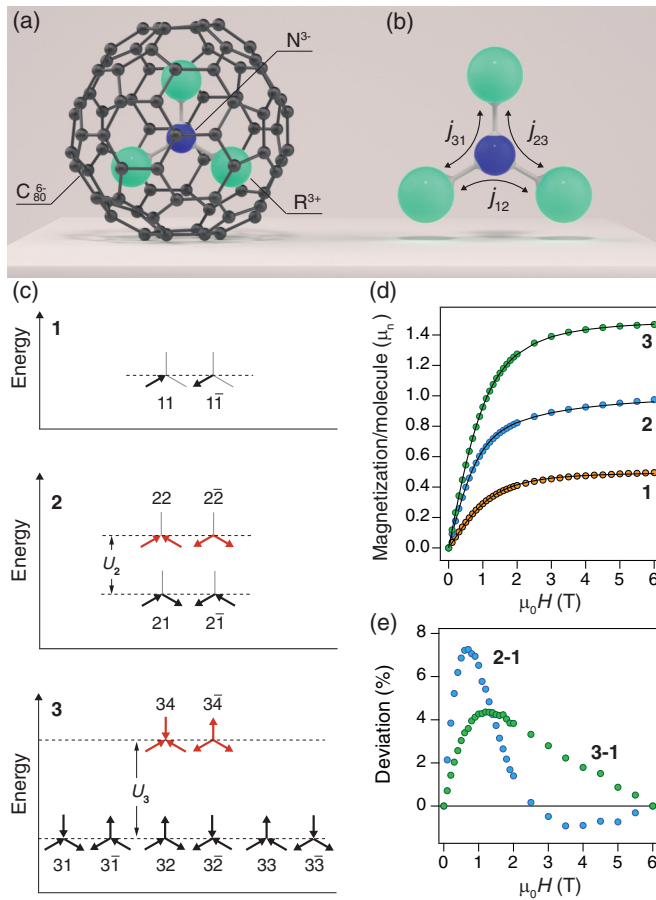 (a)
N³⁻
C₈₀⁶⁻
R³⁺
(b)
j₃₁
j₂₃
j₁₂
(c)
Energy
1
11 11̅
Energy
2
22 22̅
U₂
21 21̅
Energy
3
34 34̅
U₃
31 31̅ 32 32̅ 33 33̅
(d)
Magnetization/molecule (μₙ)
1.4
1.2
1.0
0.8
0.6
0.4
0.2
0.0
3
2
1
0 1 2 3 4 5 6
μ₀H (T)
(e)
Deviation (%)
8
6
4
2
0
2-1
3-1
0 1 2 3 4 5 6
μ₀H (T)